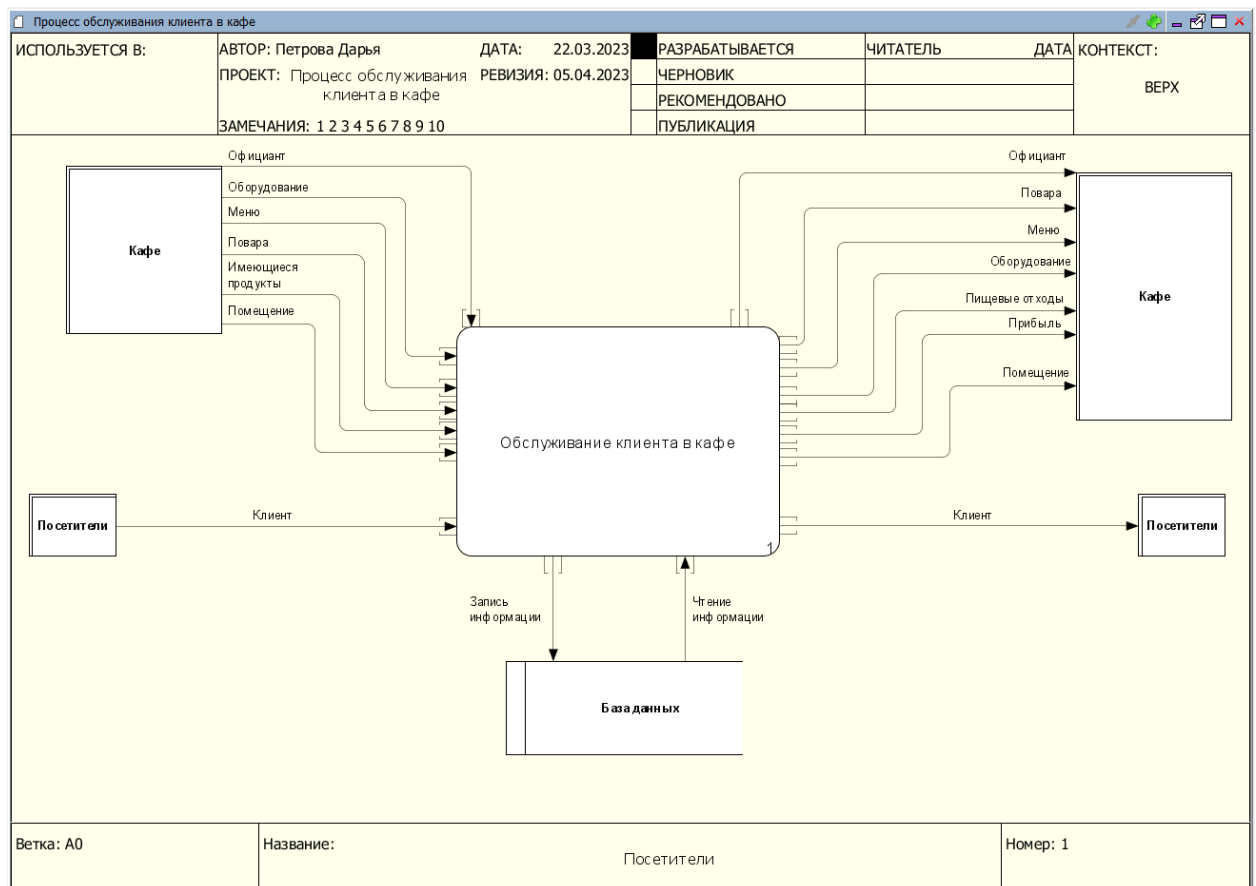 Процесс обслуживания клиента в кафе
ИСПОЛЬЗУЕТСЯ В:
АВТОР: Петрова Дарья
ДАТА: 22.03.2023
РАЗРАБАТЫВАЕТСЯ
ЧИТАТЕЛЬ
ДАТА
КОНТЕКСТ:
ПРОЕКТ: Процесс обслуживания
клиента в кафе
РЕВИЗИЯ: 05.04.2023
ЧЕРНОВИК
ВЕРХ
РЕКОМЕНДОВАНО
ЗАМЕЧАНИЯ: 1 2 3 4 5 6 7 8 9 10
ПУБЛИКАЦИЯ
Официант
Оборудование
Меню
Повара
Имеющиеся
продукты
Помещение
Кафе
Официант
Повара
Меню
Оборудование
Пищевые отходы
Прибыль
Помещение
Кафе
Обслуживание клиента в кафе
1
Посетители
Клиент
Клиент
Посетители
Запись
информации
Чтение
информации
База данных
Ветка: A0
Название:
Посетители
Номер: 1